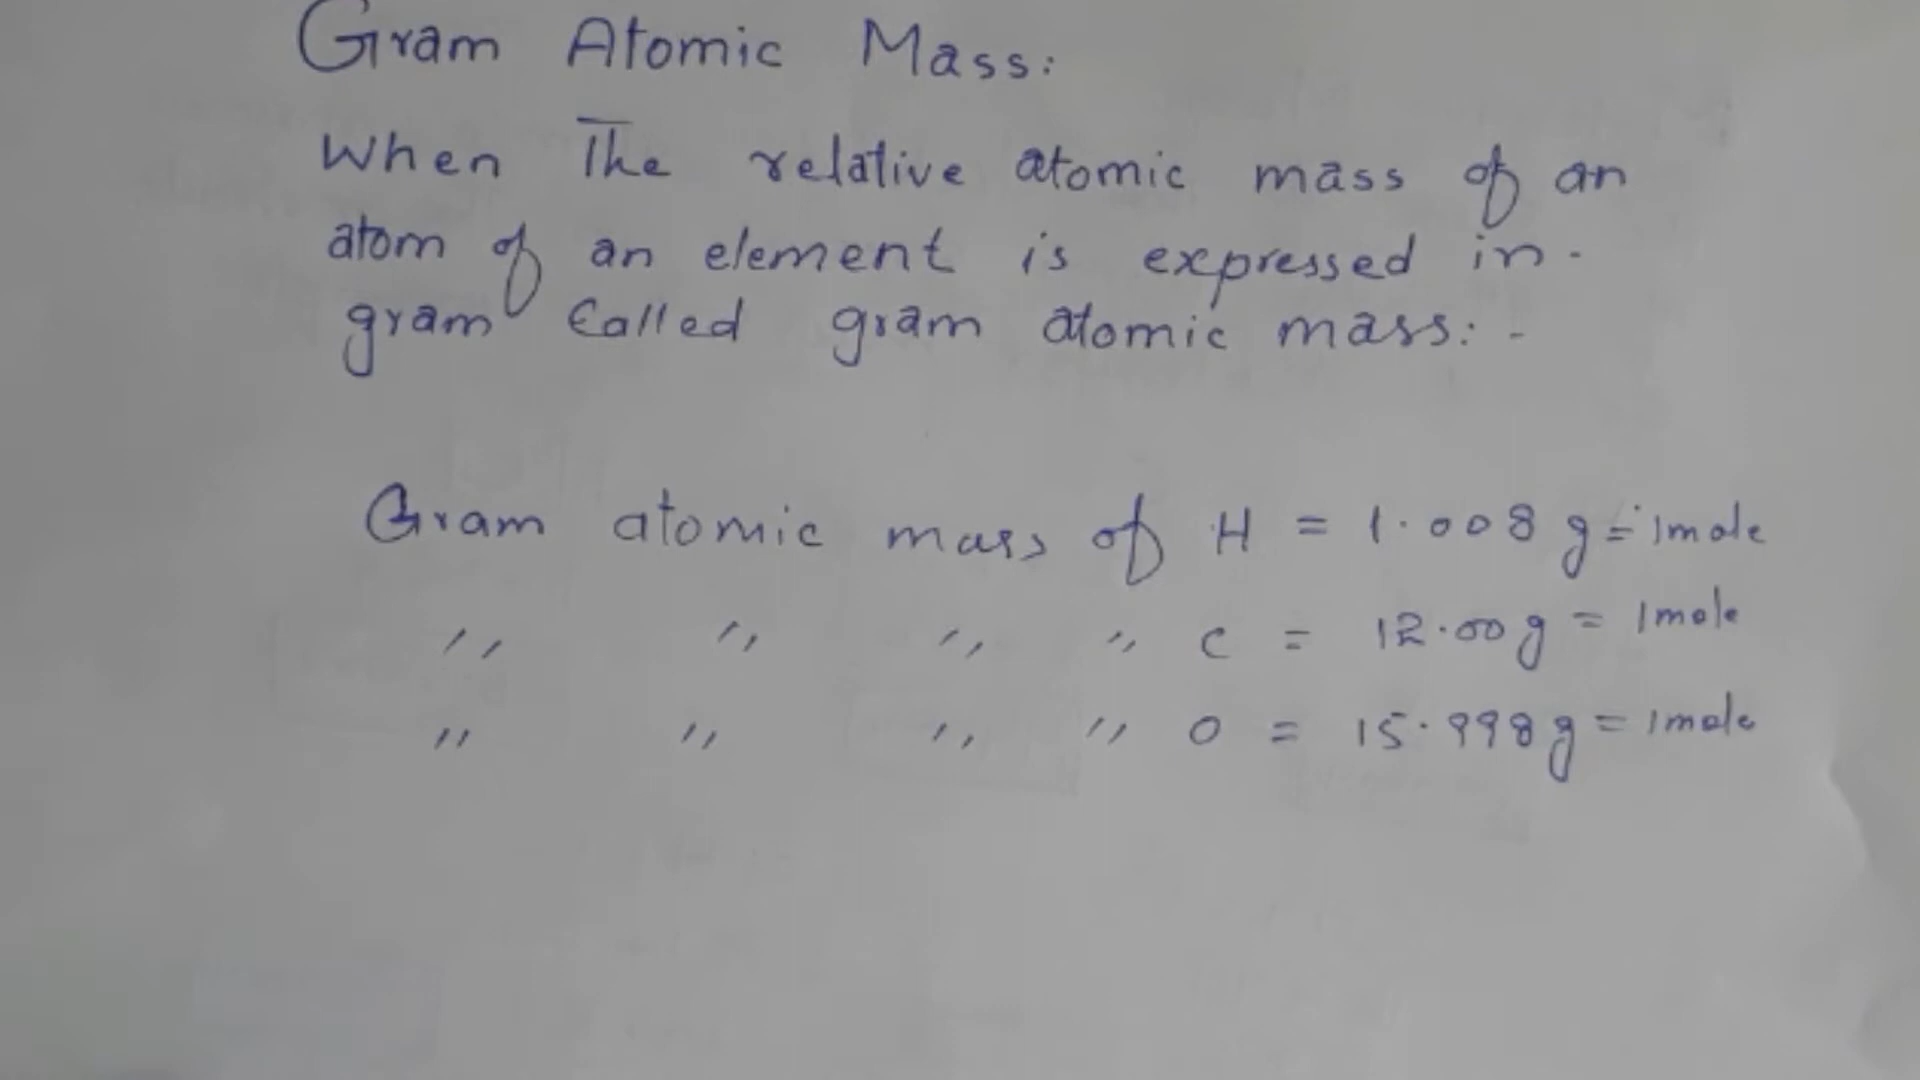 Gram Atomic Mass:
When The relative atomic mass of an
atom of an element is expressed in.
gram called gram atomic mass: -
Gram atomic mass of H = 1.008 g = 1mole
" " " " C = 12.00g = 1mole
" " " " O = 15.998g = 1mole